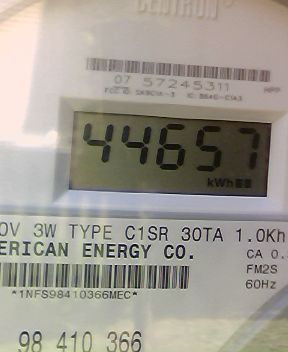 CENTRON
07 57245311
44657
kWh
0V 3W TYPE C1SR 30TA 1.0Kh
ERICAN ENERGY CO.
CA 0.
FM2S
*1NFS98410366MEC*
60Hz
98 410 366